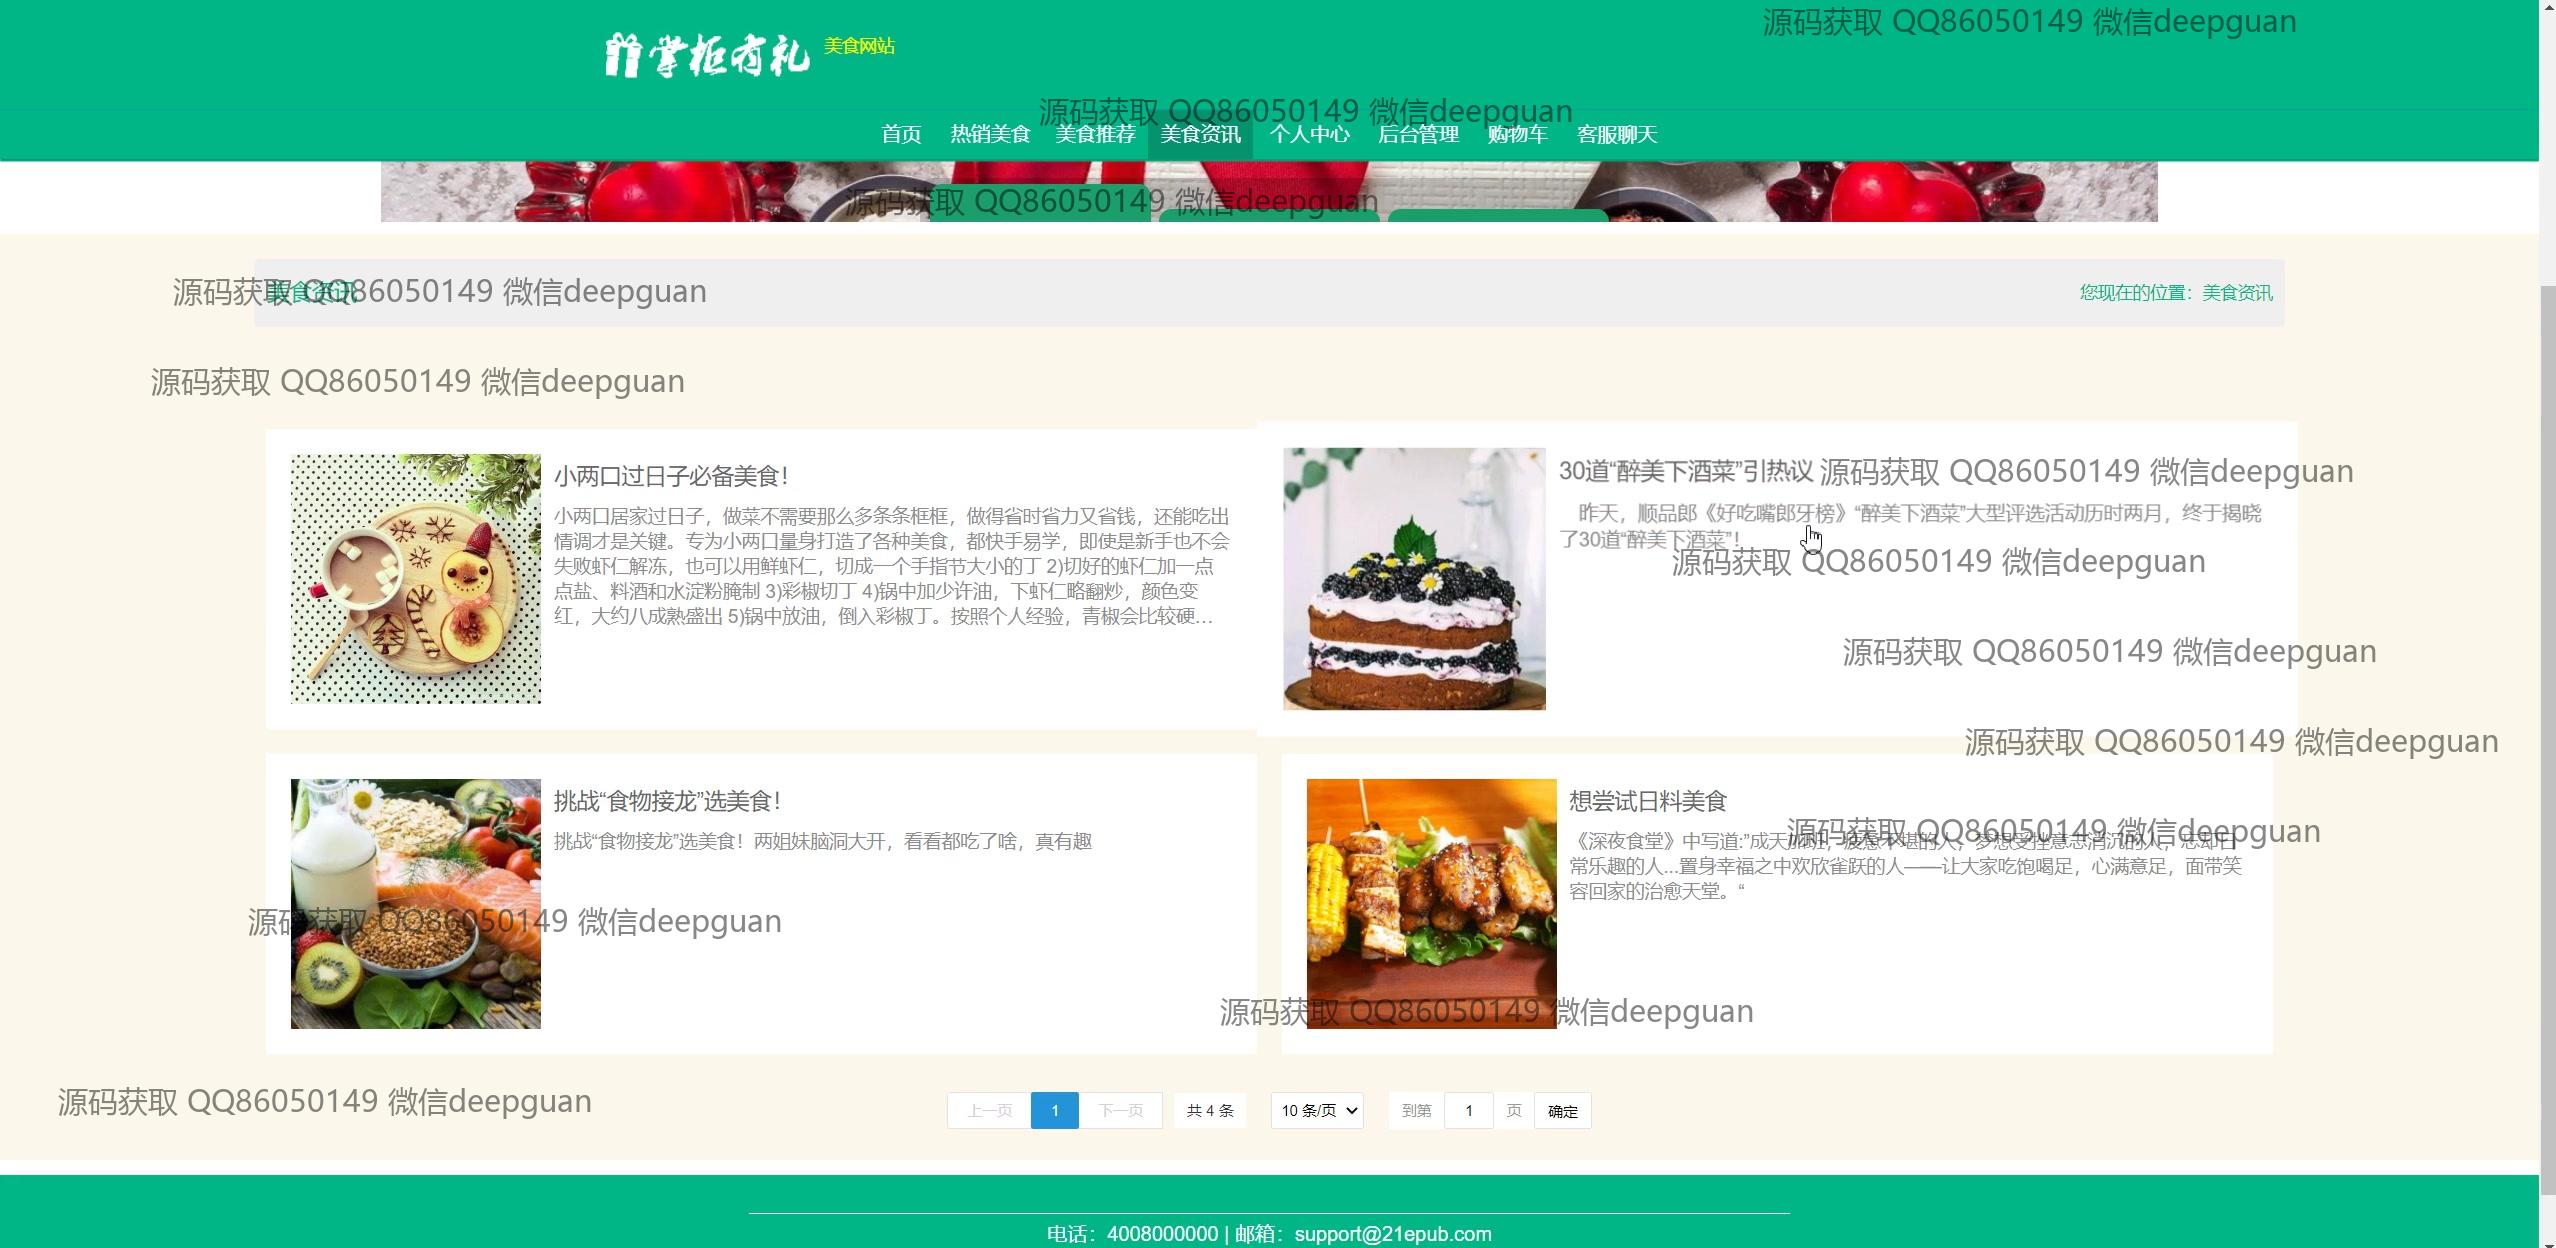 源码获取 QQ86050149 微信deepguan
掌柜有礼 美食网站
源码获取 QQ86050149 微信deepguan
首页 热销美食 美食推荐 美食资讯 个人中心 后台管理 购物车 客服聊天
源码获取 QQ86050149 微信deepguan
美食资讯
源码获取 QQ86050149 微信deepguan
您现在的位置：美食资讯
源码获取 QQ86050149 微信deepguan
小两口过日子必备美食！
小两口居家过日子，做菜不需要那么多条条框框，做得省时省力又省钱，还能吃出
情调才是关键。专为小两口量身打造了各种美食，都快手易学，即使是新手也不会
失败虾仁解冻，也可以用鲜虾仁，切成一个手指节大小的丁 2)切好的虾仁加一点
点盐、料酒和水淀粉腌制 3)彩椒切丁 4)锅中加少许油，下虾仁略翻炒，颜色变
红，大约八成熟盛出 5)锅中放油，倒入彩椒丁。按照个人经验，青椒会比较硬…
30道“醉美下酒菜”引热议
源码获取 QQ86050149 微信deepguan
昨天，顺品郎《好吃嘴郎牙榜》“醉美下酒菜”大型评选活动历时两月，终于揭晓
了30道“醉美下酒菜”！
源码获取 QQ86050149 微信deepguan
源码获取 QQ86050149 微信deepguan
源码获取 QQ86050149 微信deepguan
挑战“食物接龙”选美食！
挑战“食物接龙”选美食！两姐妹脑洞大开，看看都吃了啥，真有趣
想尝试日料美食
源码获取 QQ86050149 微信deepguan
《深夜食堂》中写道:”成天加班，疲惫不堪的人，梦想受挫意志消沉的人，忘却日
常乐趣的人...置身幸福之中欢欣雀跃的人——让大家吃饱喝足，心满意足，面带笑
容回家的治愈天堂。“
源码获取 QQ86050149 微信deepguan
源码获取 QQ86050149 微信deepguan
源码获取 QQ86050149 微信deepguan
上一页 1 下一页 共 4 条 10 条/页 到第 1 页 确定
电话：4008000000 | 邮箱：support@21epub.com